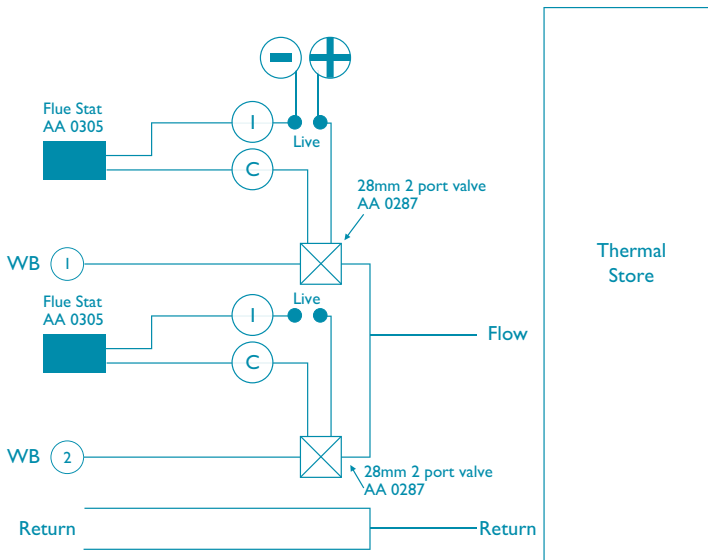 Flue Stat
AA 0305
I
Live
C
28mm 2 port valve
AA 0287
WB
I
Thermal
Store
Flue Stat
AA 0305
Live
I
Flow
C
WB
2
28mm 2 port valve
AA 0287
Return
Return